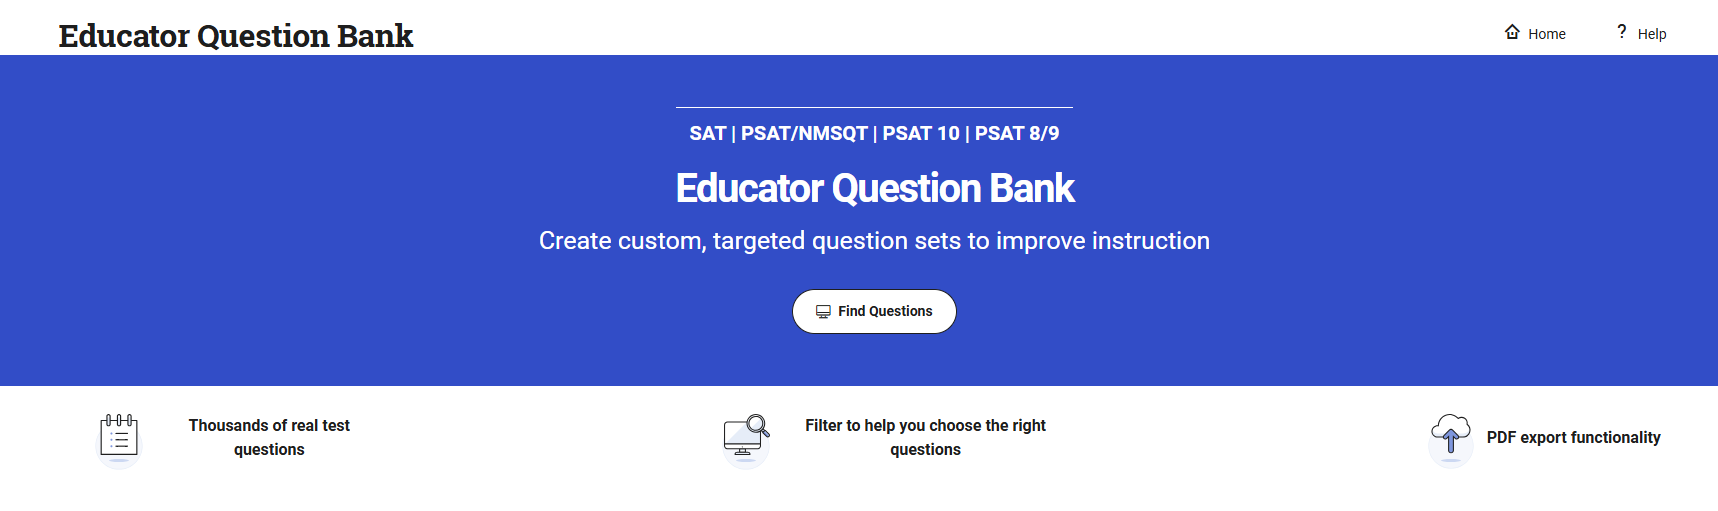 Educator Question Bank
Home
Help
SAT | PSAT/NMSQT | PSAT 10 | PSAT 8/9
Educator Question Bank
Create custom, targeted question sets to improve instruction
Find Questions
Thousands of real test
questions
Filter to help you choose the right
questions
PDF export functionality